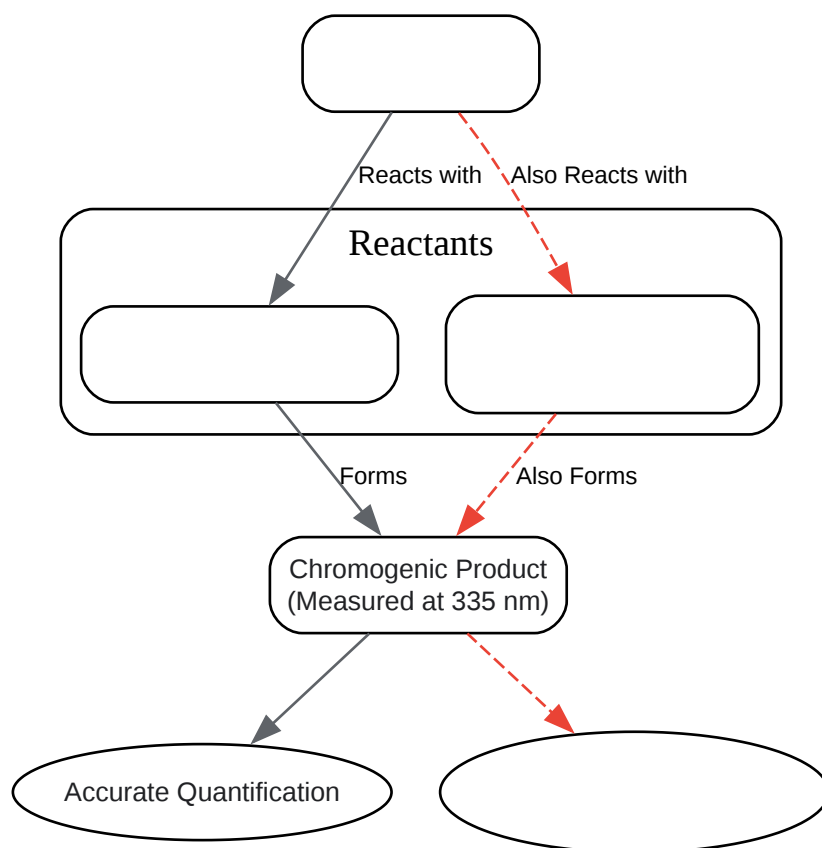 Reacts with
Also Reacts with
Reactants
Forms
Also Forms
Chromogenic Product
(Measured at 335 nm)
Accurate Quantification